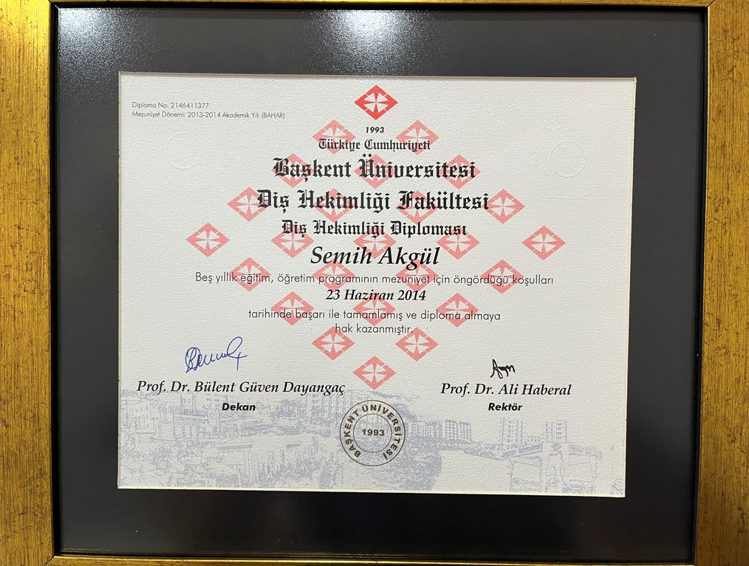 Diploma No: 2146411377
Mezuniyet Dönemi: 2013-2014 Akademik Yılı (BAHAR)
1993
Türkiye Cumhuriyeti
Başkent Üniversitesi
Diş Hekimliği Fakültesi
Diş Hekimliği Diploması
Semih Akgül
Beş yıllık eğitim, öğretim programının mezuniyet için öngördüğü koşulları
23 Haziran 2014
tarihinde başarı ile tamamlamış ve diploma almaya
hak kazanmıştır.
Prof. Dr. Bülent Güven Dayangaç
Dekan
Prof. Dr. Ali Haberal
Rektör
BAŞKENT ÜNİVERSİTESİ
1993